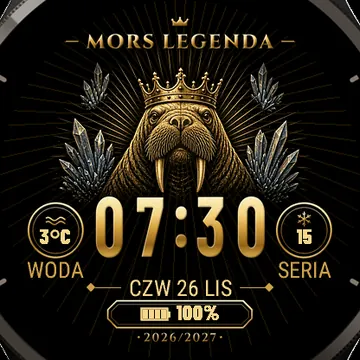 MORS LEGENDA
07:30
3°C
15
WODA
SERIA
CZW 26 LIS
100%
·2026/2027·